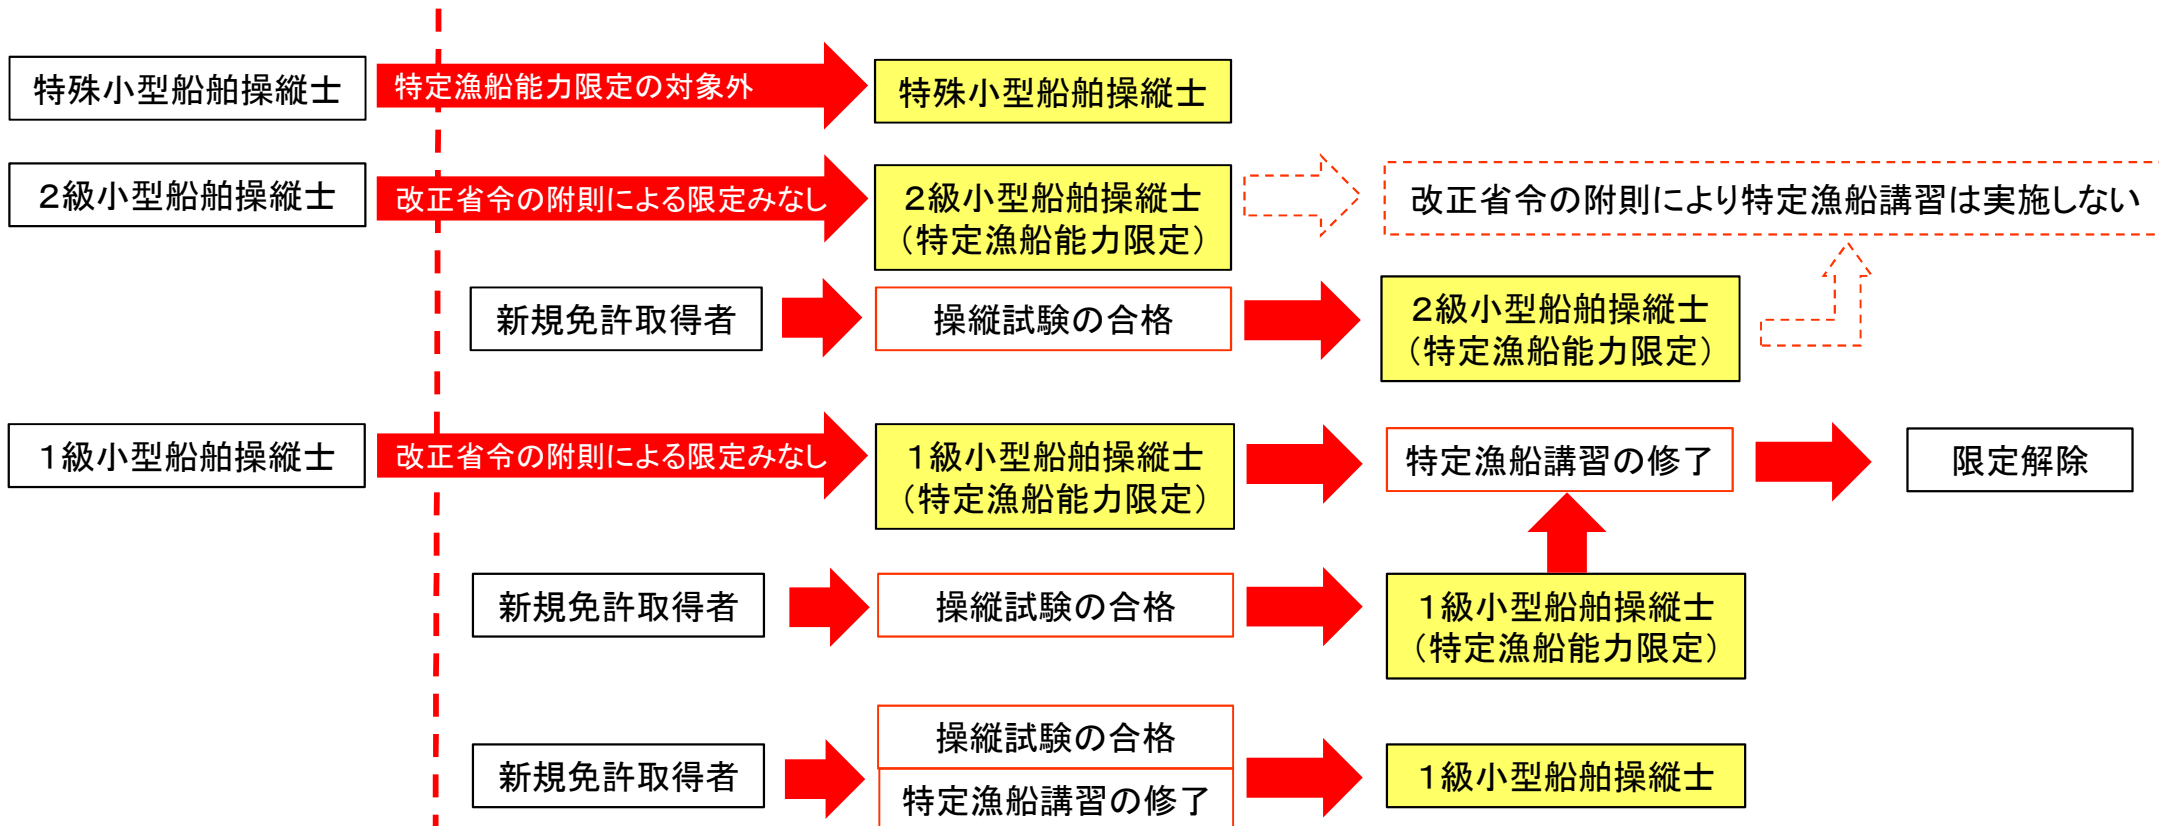 特殊小型船舶操縦士
特定漁船能力限定の対象外
特殊小型船舶操縦士
2級小型船舶操縦士
改正省令の附則による限定みなし
2級小型船舶操縦士
（特定漁船能力限定）
改正省令の附則により特定漁船講習は実施しない
新規免許取得者
操縦試験の合格
2級小型船舶操縦士
（特定漁船能力限定）
1級小型船舶操縦士
改正省令の附則による限定みなし
1級小型船舶操縦士
（特定漁船能力限定）
特定漁船講習の修了
限定解除
新規免許取得者
操縦試験の合格
1級小型船舶操縦士
（特定漁船能力限定）
新規免許取得者
操縦試験の合格
特定漁船講習の修了
1級小型船舶操縦士